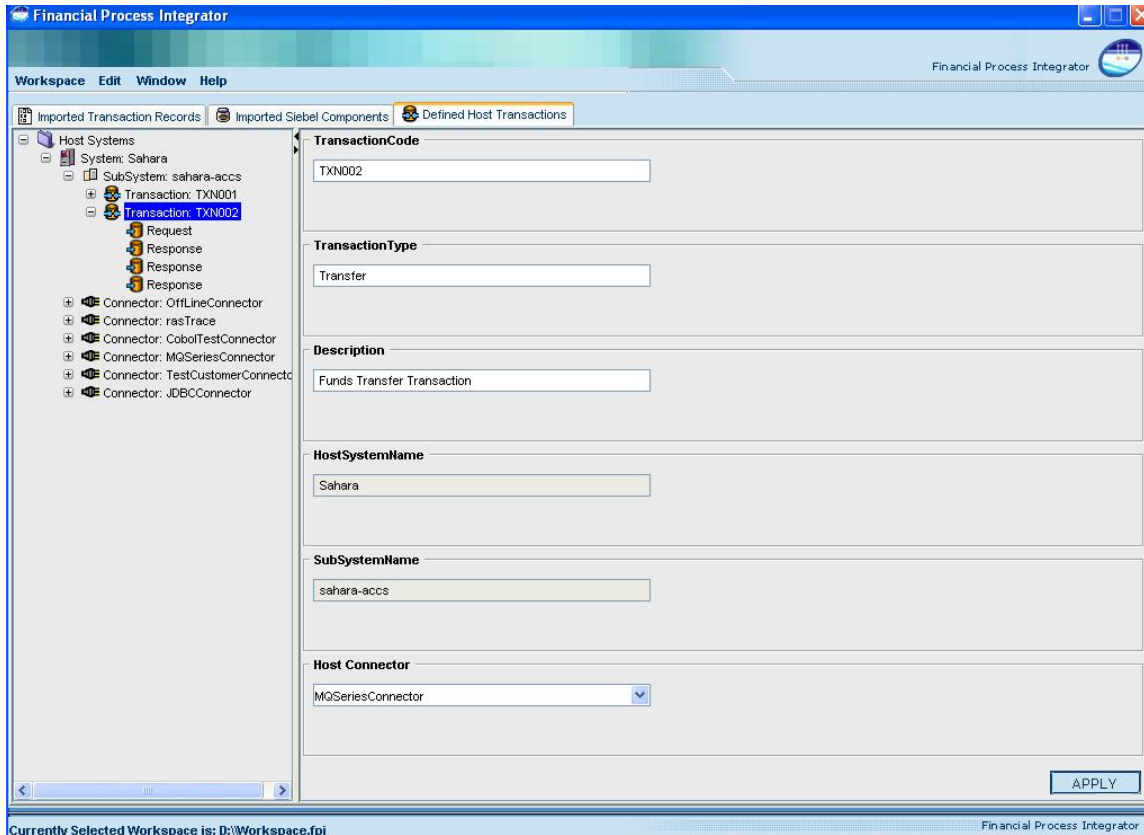 Financial Process Integrator
Financial Process Integrator
Workspace Edit Window Help
Imported Transaction Records Imported Siebel Components Defined Host Transactions
Host Systems
System: Sahara
SubSystem: sahara-accs
Transaction: TXN001
Transaction: TXN002
Request
Response
Response
Response
Connector: OffLineConnector
Connector: rasTrace
Connector: CobolTestConnector
Connector: MQSeriesConnector
Connector: TestCustomerConnecto
Connector: JDBCConnector
TransactionCode
TXN002
TransactionType
Transfer
Description
Funds Transfer Transaction
HostSystemName
Sahara
SubSystemName
sahara-accs
Host Connector
MQSeriesConnector
APPLY
Currently Selected Workspace is: D:\\Workspace.fpi
Financial Process Integrator